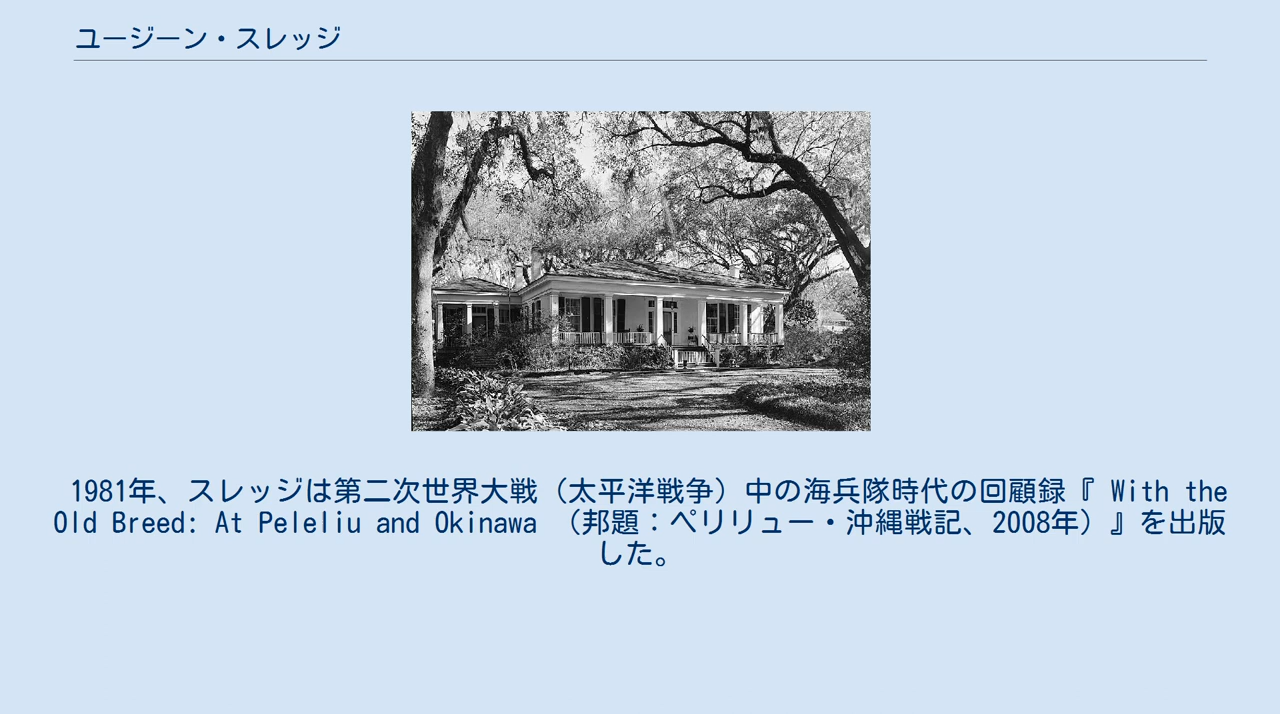 ユージーン・スレッジ
1981年、スレッジは第二次世界大戦（太平洋戦争）中の海兵隊時代の回顧録『 With the
Old Breed: At Peleliu and Okinawa （邦題：ペリリュー・沖縄戦記、2008年）』を出版
した。